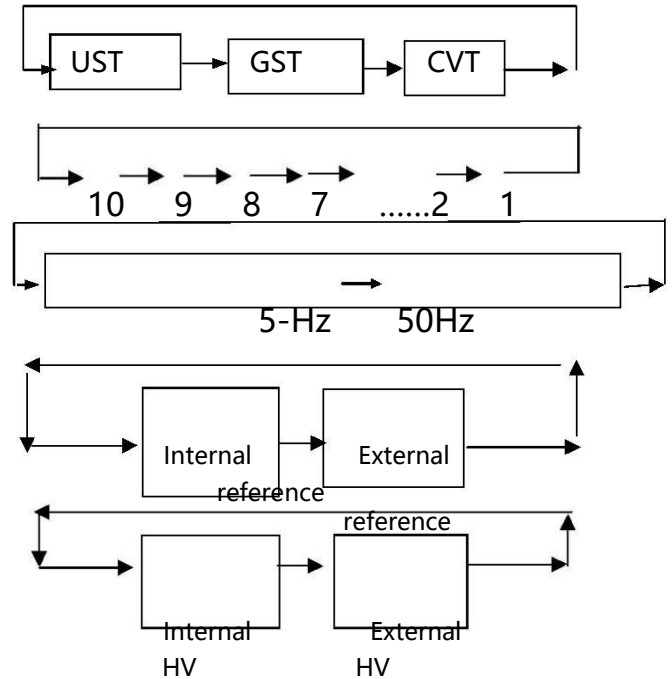 UST GST CVT
10 9 8 7 ......2 1
5-Hz 50Hz
Internal External
reference
reference
Internal External
HV HV